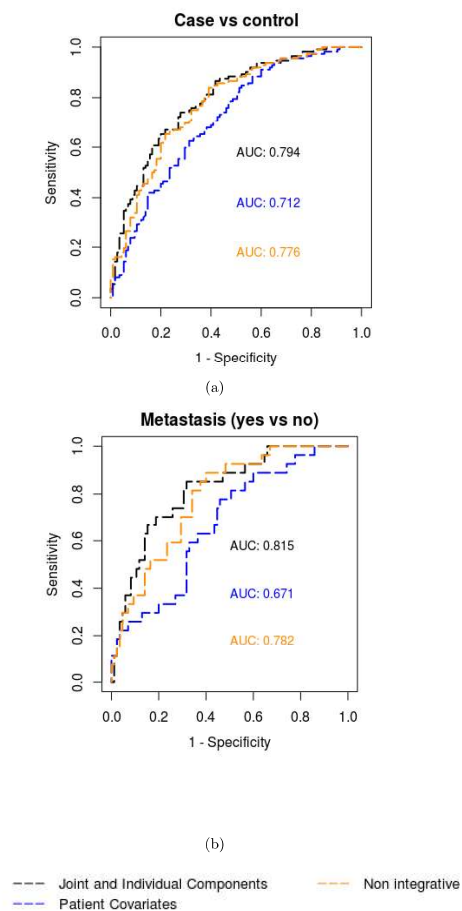 Case vs control
Sensitivity
1.0
0.8
0.6
0.4
0.2
0.0
AUC: 0.794
AUC: 0.712
AUC: 0.776
0.0 0.2 0.4 0.6 0.8 1.0
1 - Specificity
(a)
Metastasis (yes vs no)
Sensitivity
1.0
0.8
0.6
0.4
0.2
0.0
AUC: 0.815
AUC: 0.671
AUC: 0.782
0.0 0.2 0.4 0.6 0.8 1.0
1 - Specificity
(b)
Joint and Individual Components Non integrative
Patient Covariates